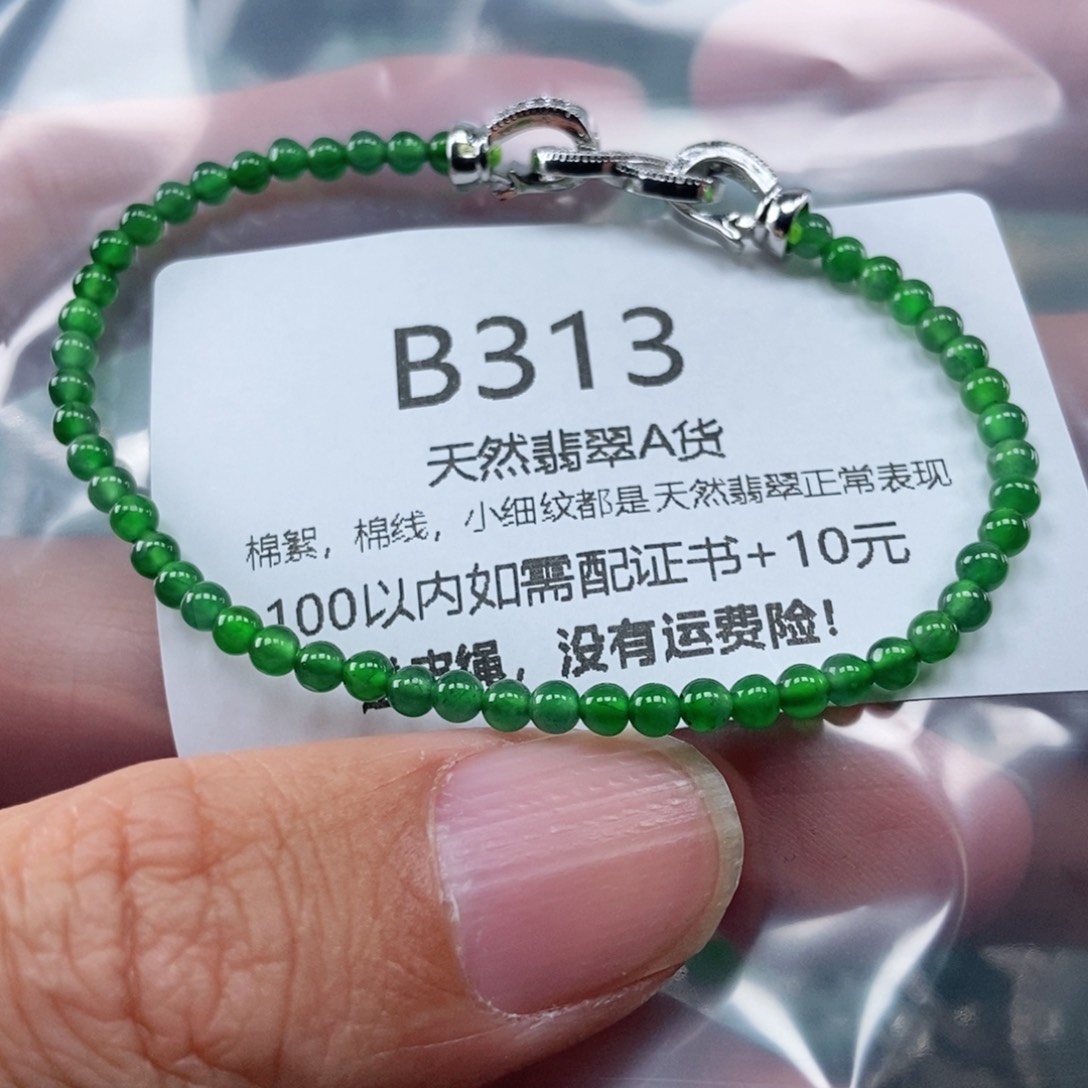 B313
天然翡翠A货
棉絮，棉线，小细纹都是天然翡翠正常表现
100以内如需配证书+10元
绳，没有运费险！